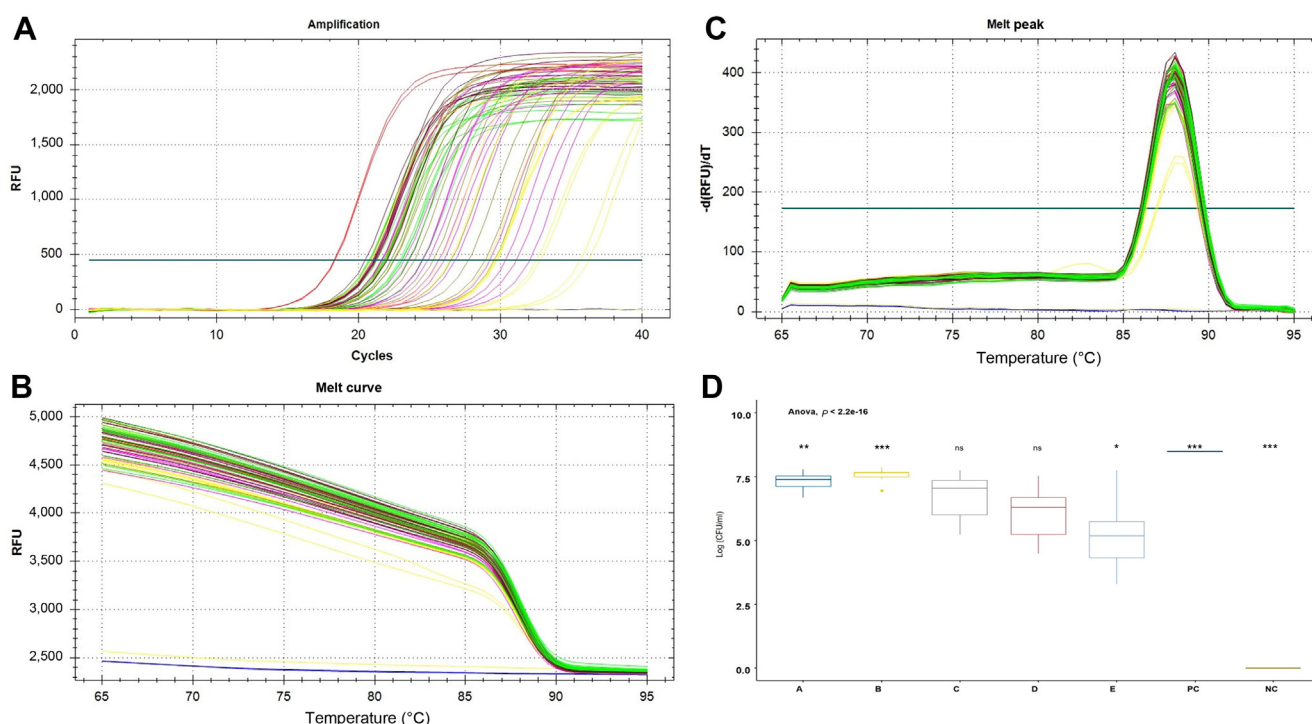 A
Amplification
2,000
1,500
1,000
500
0
RFU
0 10 20 30 40
Cycles
B
Melt curve
5,000
4,500
4,000
3,500
3,000
2,500
RFU
65 70 75 80 85 90 95
Temperature (°C)
C
Melt peak
400
300
200
100
0
-d(RFU)/dT
65 70 75 80 85 90 95
Temperature (°C)
D
10.0
Anova, p < 2.2e-16
** *** ns ns * *** ***
7.5
5.0
2.5
0.0
Log (CFU/ml)
A B C D E PC NC